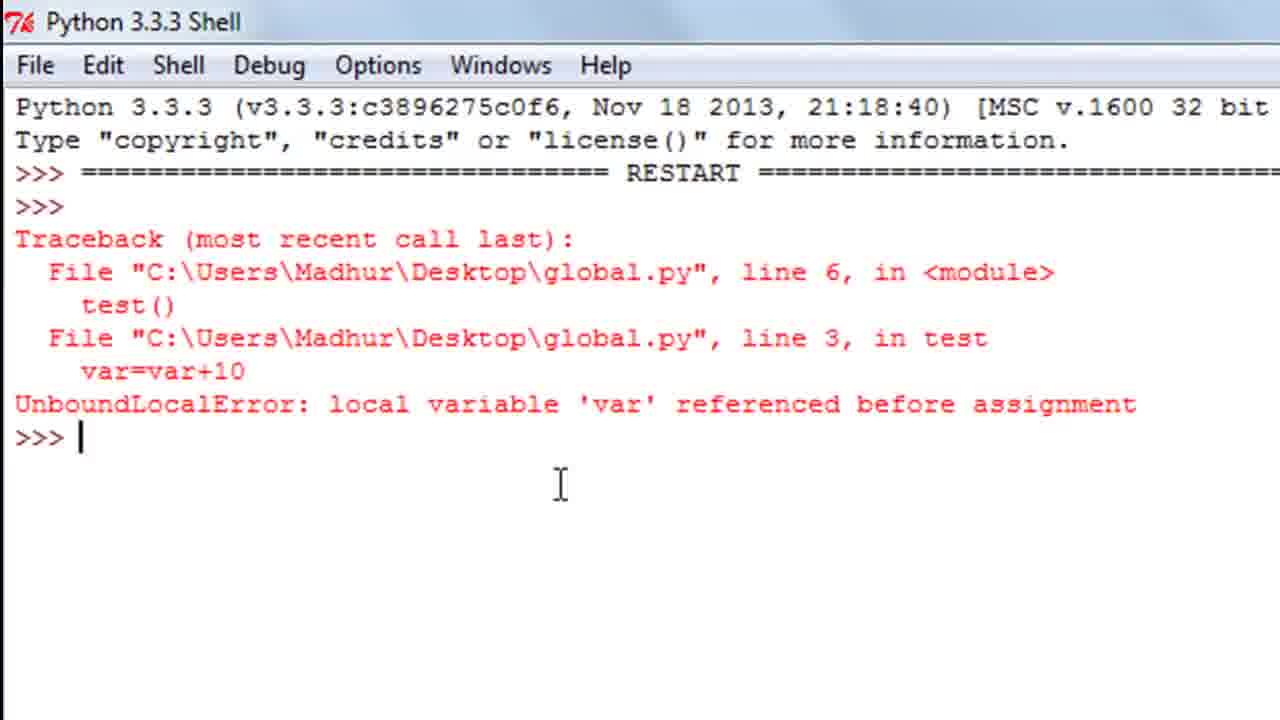 Python 3.3.3 Shell
File Edit Shell Debug Options Windows Help
Python 3.3.3 (v3.3.3:c3896275c0f6, Nov 18 2013, 21:18:40) [MSC v.1600 32 bit
Type "copyright", "credits" or "license()" for more information.
>>> ================================ RESTART ================================
>>>
Traceback (most recent call last):
  File "C:\Users\Madhur\Desktop\global.py", line 6, in <module>
    test()
  File "C:\Users\Madhur\Desktop\global.py", line 3, in test
    var=var+10
UnboundLocalError: local variable 'var' referenced before assignment
>>>